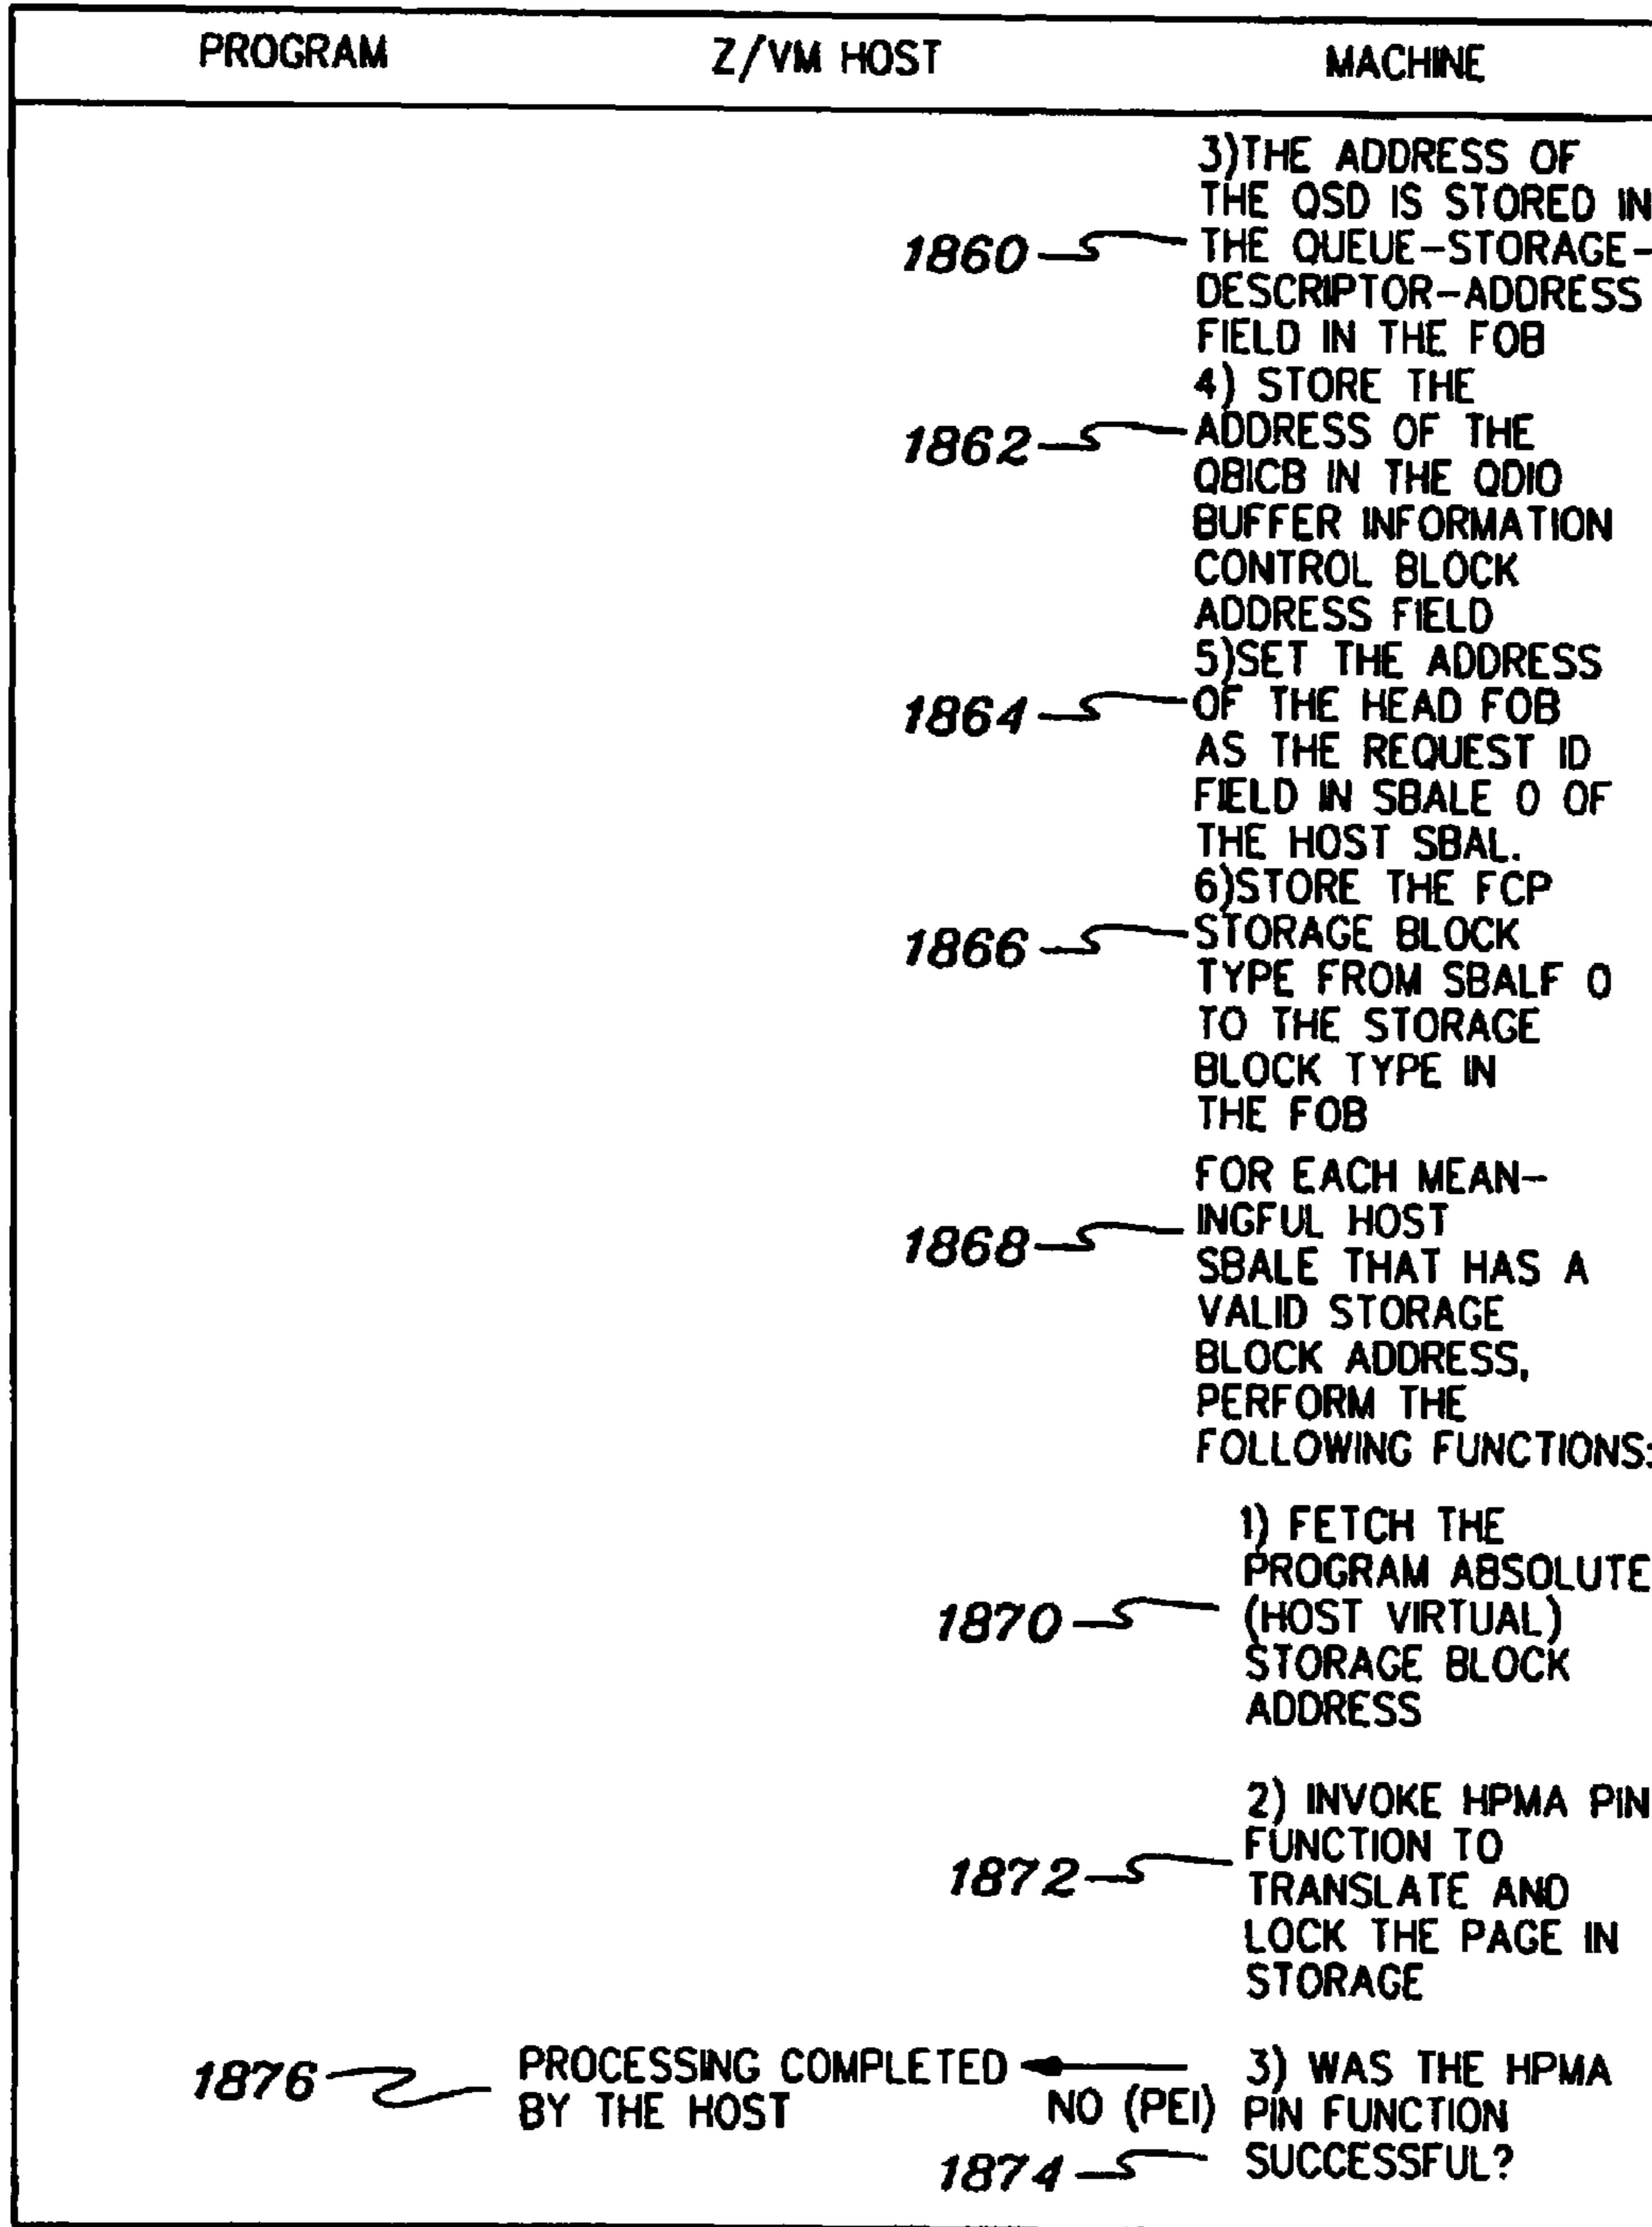 PROGRAM Z/VM HOST MACHINE
3)THE ADDRESS OF
THE QSD IS STORED IN
1860 THE QUEUE-STORAGE-
DESCRIPTOR-ADDRESS
FIELD IN THE FOB
4) STORE THE
1862 ADDRESS OF THE
QBICB IN THE QDIO
BUFFER INFORMATION
CONTROL BLOCK
ADDRESS FIELD
5)SET THE ADDRESS
1864 OF THE HEAD FOB
AS THE REQUEST ID
FIELD IN SBALE 0 OF
THE HOST SBAL.
6)STORE THE FCP
1866 STORAGE BLOCK
TYPE FROM SBALF 0
TO THE STORAGE
BLOCK TYPE IN
THE FOB
FOR EACH MEAN-
1868 INGFUL HOST
SBALE THAT HAS A
VALID STORAGE
BLOCK ADDRESS,
PERFORM THE
FOLLOWING FUNCTIONS:
1) FETCH THE
PROGRAM ABSOLUTE
1870 (HOST VIRTUAL)
STORAGE BLOCK
ADDRESS
2) INVOKE HPMA PIN
FUNCTION TO
1872 TRANSLATE AND
LOCK THE PAGE IN
STORAGE
1876 PROCESSING COMPLETED 3) WAS THE HPMA
BY THE HOST NO (PEI) PIN FUNCTION
1874 SUCCESSFUL?